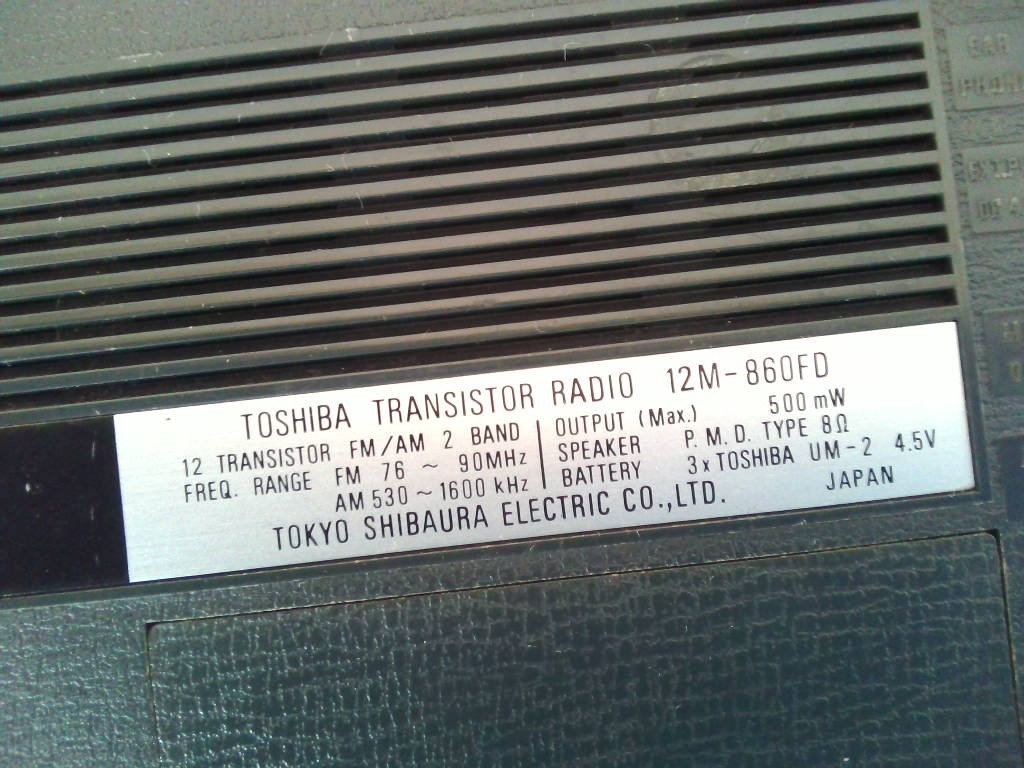 TOSHIBA TRANSISTOR RADIO 12M-860FD
12 TRANSISTOR FM/AM 2 BAND
FREQ. RANGE FM 76 ~ 90MHz
AM 530 ~ 1600 kHz
OUTPUT (Max.) 500 mW
SPEAKER P. M. D. TYPE 8Ω
BATTERY 3 x TOSHIBA UM-2 4.5V
TOKYO SHIBAURA ELECTRIC CO.,LTD. JAPAN
EAR